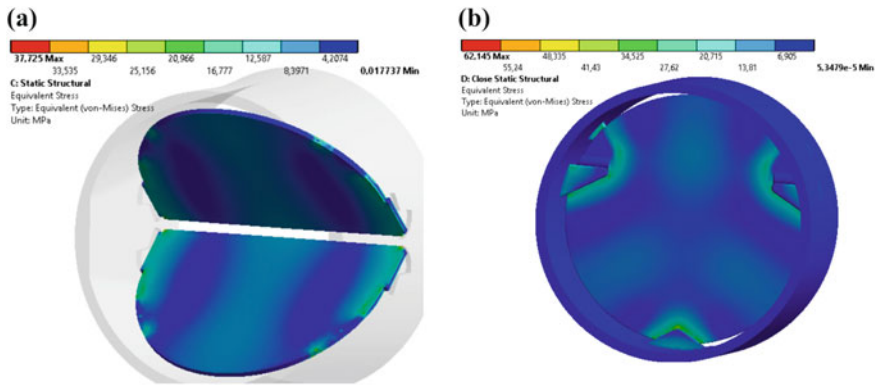 (a)
37,725 Max 29,346 20,966 12,587 4,2074
33,535 25,156 16,777 8,3971 0,017737 Min
C: Static Structural
Equivalent Stress
Type: Equivalent (von-Mises) Stress
Unit: MPa
(b)
62,145 Max 48,335 34,525 20,715 6,905
55,24 41,43 27,62 13,81 5,3479e-5 Min
D: Close Static Structural
Equivalent Stress
Type: Equivalent (von-Mises) Stress
Unit: MPa